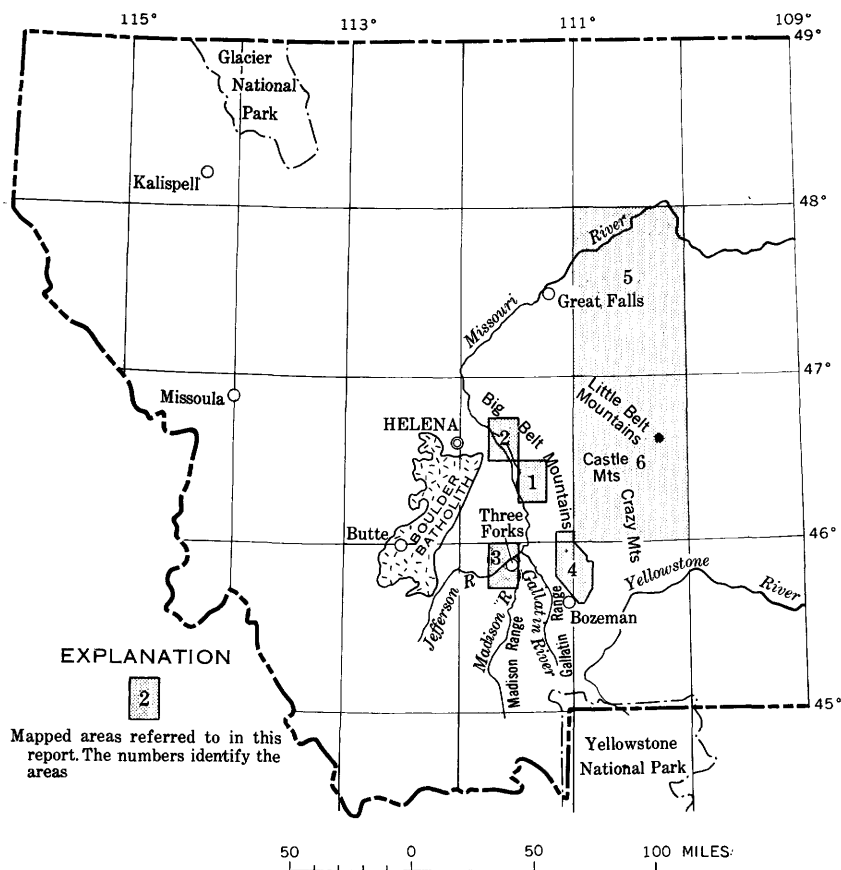 115° 113° 111° 109°
49°
Glacier
National
Park
Kalispell
48°
River
5
Great Falls
Missouri
47°
Missoula
Little Belt
Mountains
Big Belt Mountains
HELENA
2
Castle
Mts
6
1
BOULDER
BATHOLITH
Crazy Mts
Three
Forks
Butte
46°
3
4
R
Jefferson
Madison R
Madison Range
Gallatin River
Gallatin Range
Yellowstone River
Bozeman
EXPLANATION
2
45°
Mapped areas referred to in this
report. The numbers identify the
areas
Yellowstone
National Park
50 0 50 100 MILES